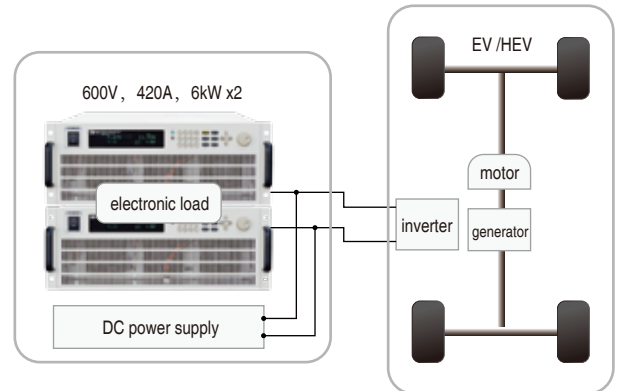 EV /HEV
600V, 420A, 6kW x2
electronic load
motor
inverter
generator
DC power supply